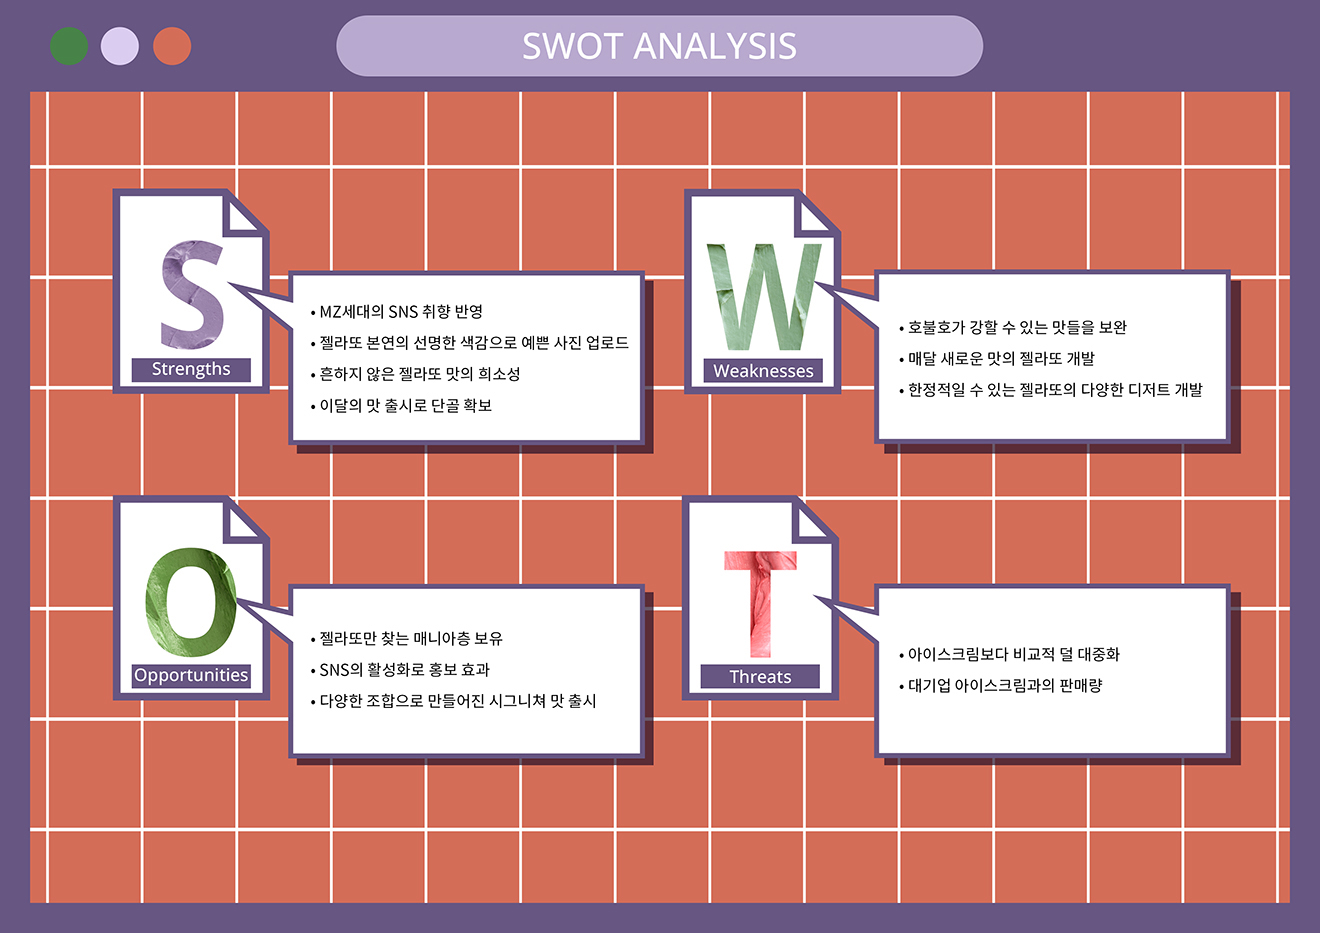 SWOT ANALYSIS
S
Strengths
• MZ세대의 SNS 취향 반영
• 젤라또 본연의 선명한 색감으로 예쁜 사진 업로드
• 흔하지 않은 젤라또 맛의 희소성
• 이달의 맛 출시로 단골 확보
W
Weaknesses
• 호불호가 강할 수 있는 맛들을 보완
• 매달 새로운 맛의 젤라또 개발
• 한정적일 수 있는 젤라또의 다양한 디저트 개발
O
Opportunities
• 젤라또만 찾는 매니아층 보유
• SNS의 활성화로 홍보 효과
• 다양한 조합으로 만들어진 시그니쳐 맛 출시
T
Threats
• 아이스크림보다 비교적 덜 대중화
• 대기업 아이스크림과의 판매량